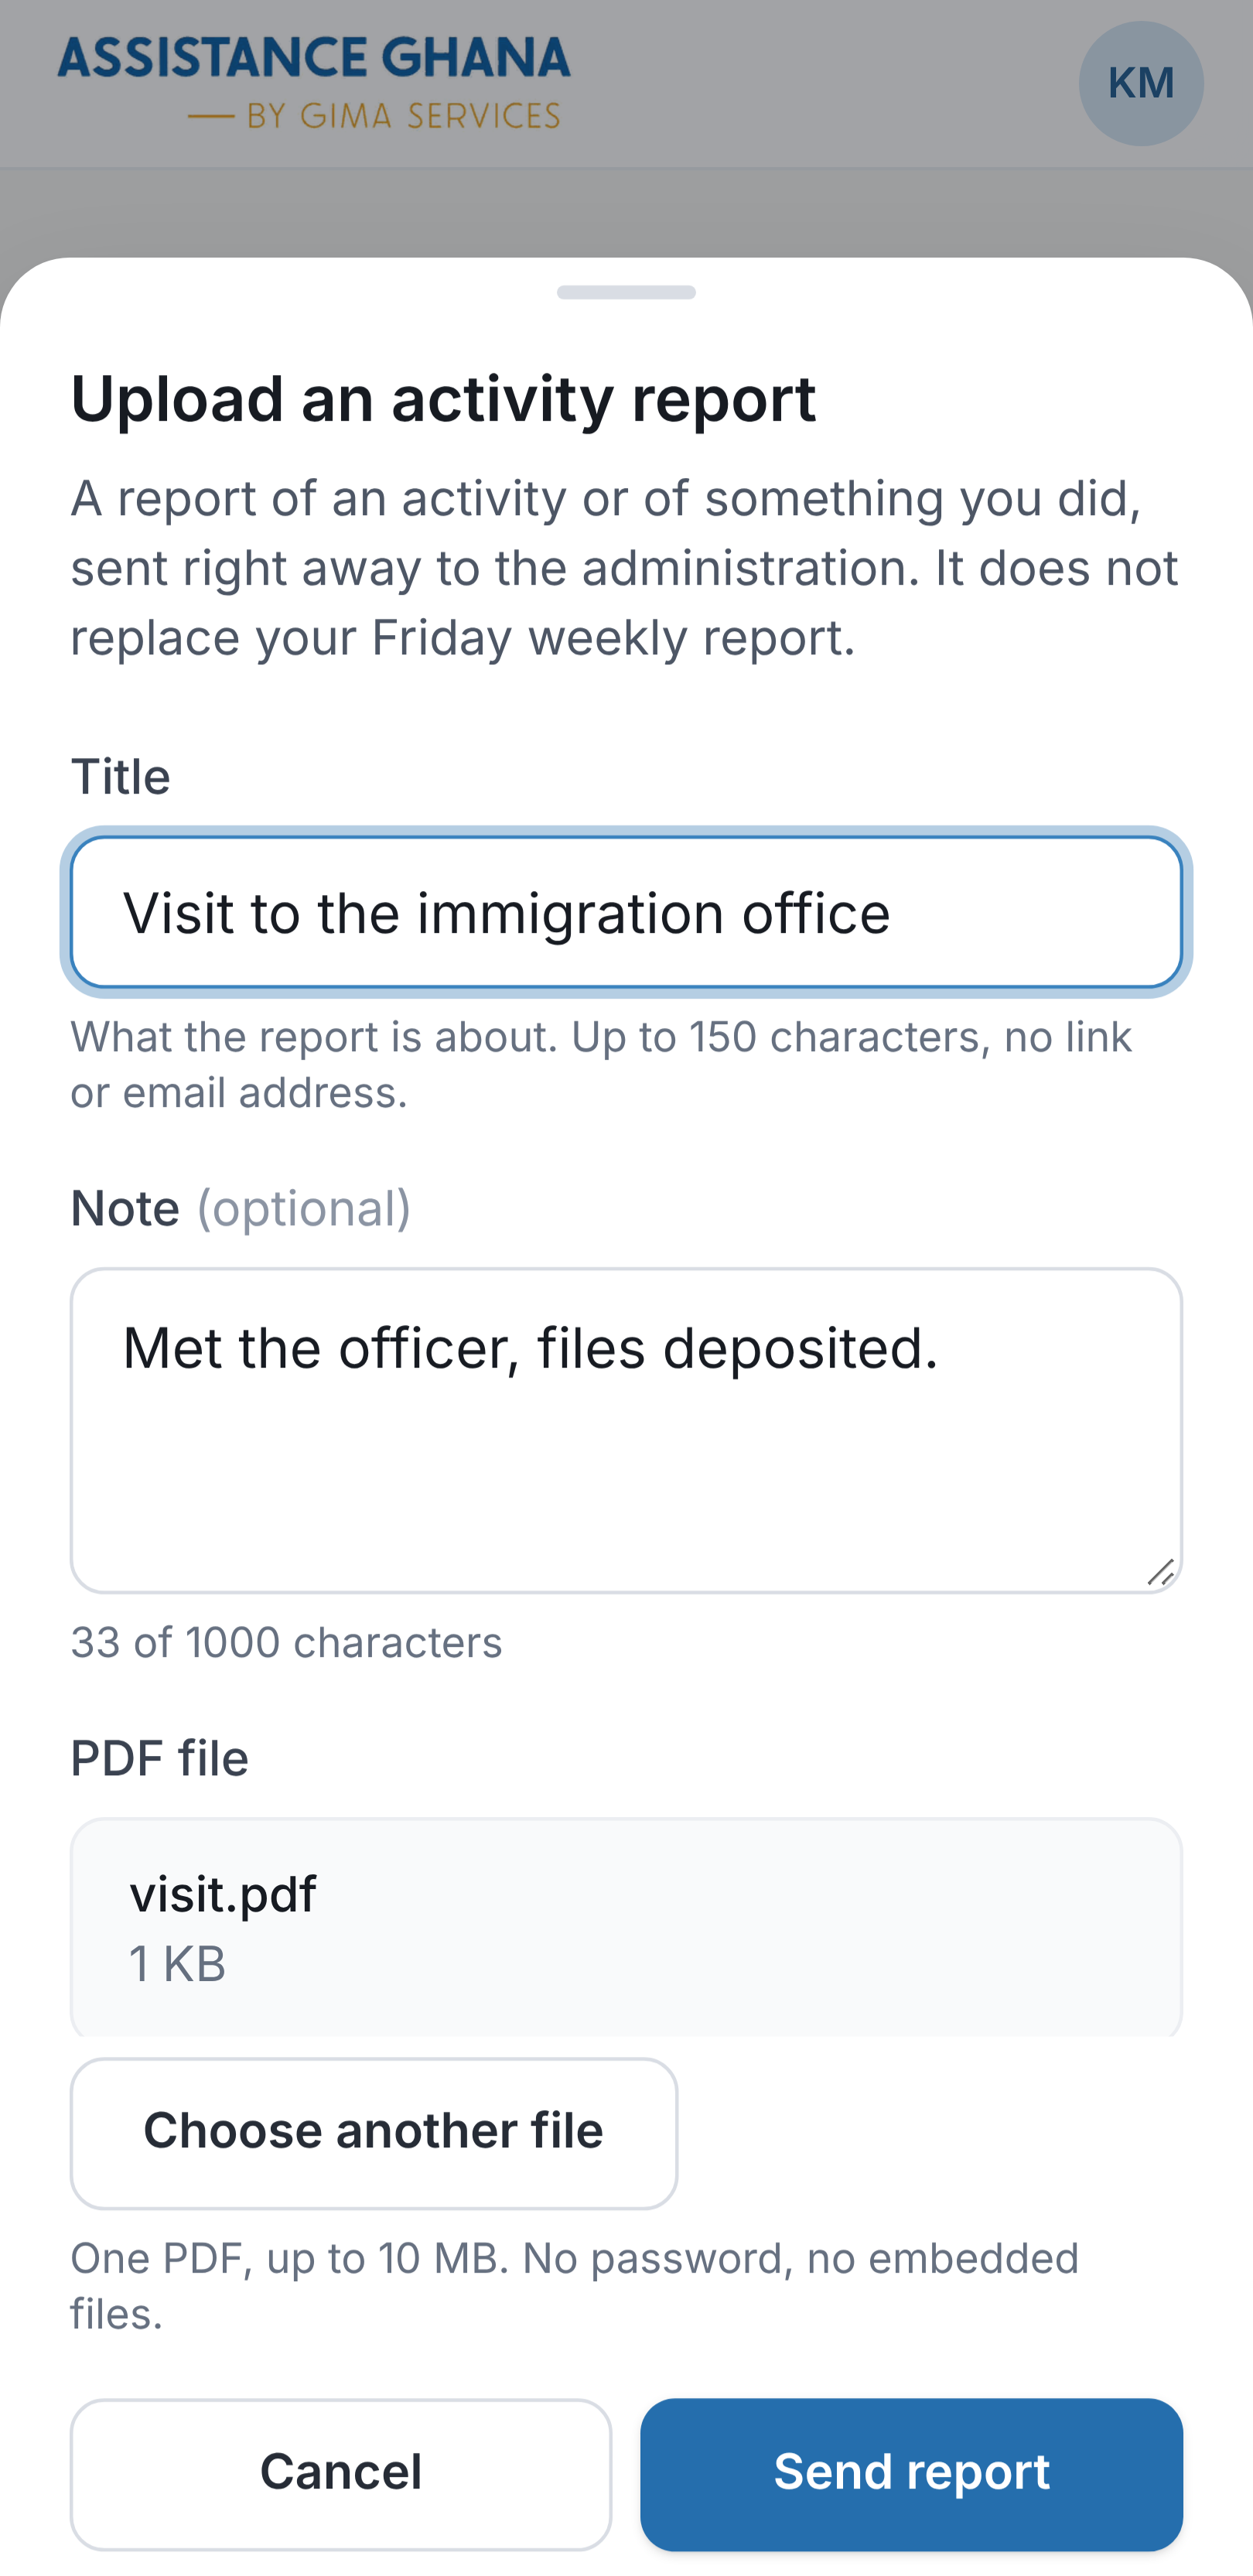 ASSISTANCE GHANA
BY GIMA SERVICES
KM
Upload an activity report
A report of an activity or of something you did,
sent right away to the administration. It does not
replace your Friday weekly report.
Title
Visit to the immigration office
What the report is about. Up to 150 characters, no link
or email address.
Note (optional)
Met the officer, files deposited.
33 of 1000 characters
PDF file
visit.pdf
1 KB
Choose another file
One PDF, up to 10 MB. No password, no embedded
files.
Cancel
Send report